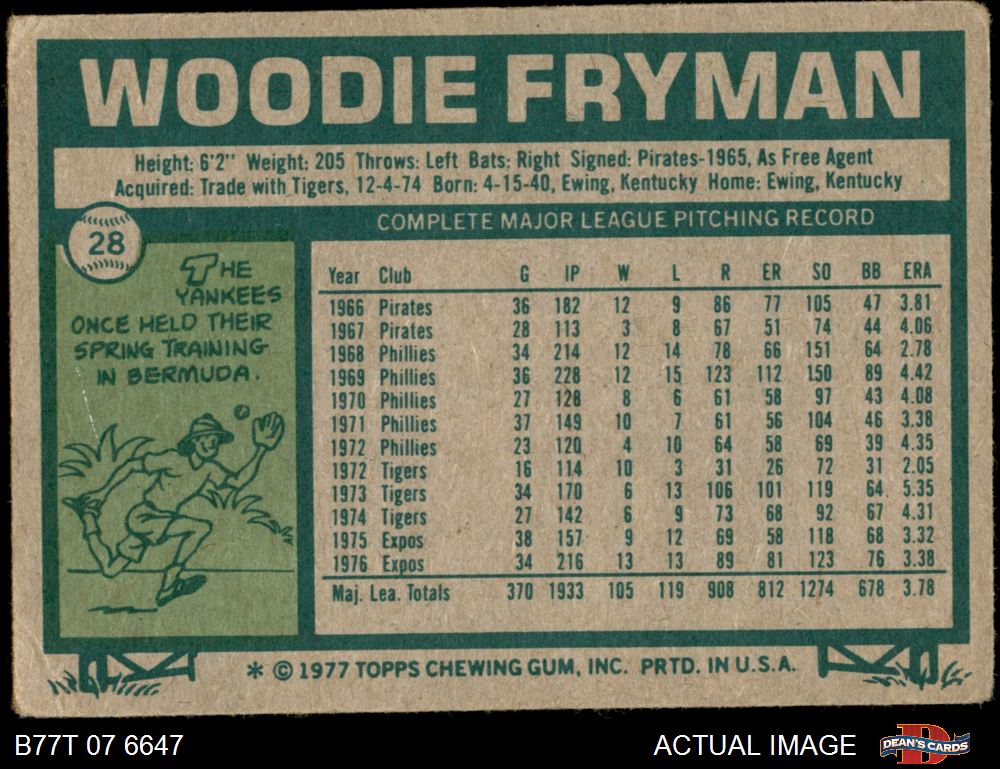 WOODIE FRYMAN
Height: 6'2" Weight: 205 Throws: Left Bats: Right Signed: Pirates-1965, As Free Agent
Acquired: Trade with Tigers, 12-4-74 Born: 4-15-40, Ewing, Kentucky Home: Ewing, Kentucky
28
THE
YANKEES
ONCE HELD THEIR
SPRING TRAINING
IN BERMUDA.
COMPLETE MAJOR LEAGUE PITCHING RECORD
Year Club G IP W L R ER SO BB ERA
1966 Pirates 36 182 12 9 86 77 105 47 3.81
1967 Pirates 28 113 3 8 67 51 74 44 4.06
1968 Phillies 34 214 12 14 78 66 151 64 2.78
1969 Phillies 36 228 12 15 123 112 150 89 4.42
1970 Phillies 27 128 8 6 61 58 97 43 4.08
1971 Phillies 37 149 10 7 61 56 104 46 3.38
1972 Phillies 23 120 4 10 64 58 69 39 4.35
1972 Tigers 16 114 10 3 31 26 72 31 2.05
1973 Tigers 34 170 6 13 106 101 119 64 5.35
1974 Tigers 27 142 6 9 73 68 92 67 4.31
1975 Expos 38 157 9 12 69 58 118 68 3.32
1976 Expos 34 216 13 13 89 81 123 76 3.38
Maj. Lea. Totals 370 1933 105 119 908 812 1274 678 3.78
* © 1977 TOPPS CHEWING GUM, INC. PRTD. IN U.S.A.
B77T 07 6647
ACTUAL IMAGE
DEAN'S CARDS